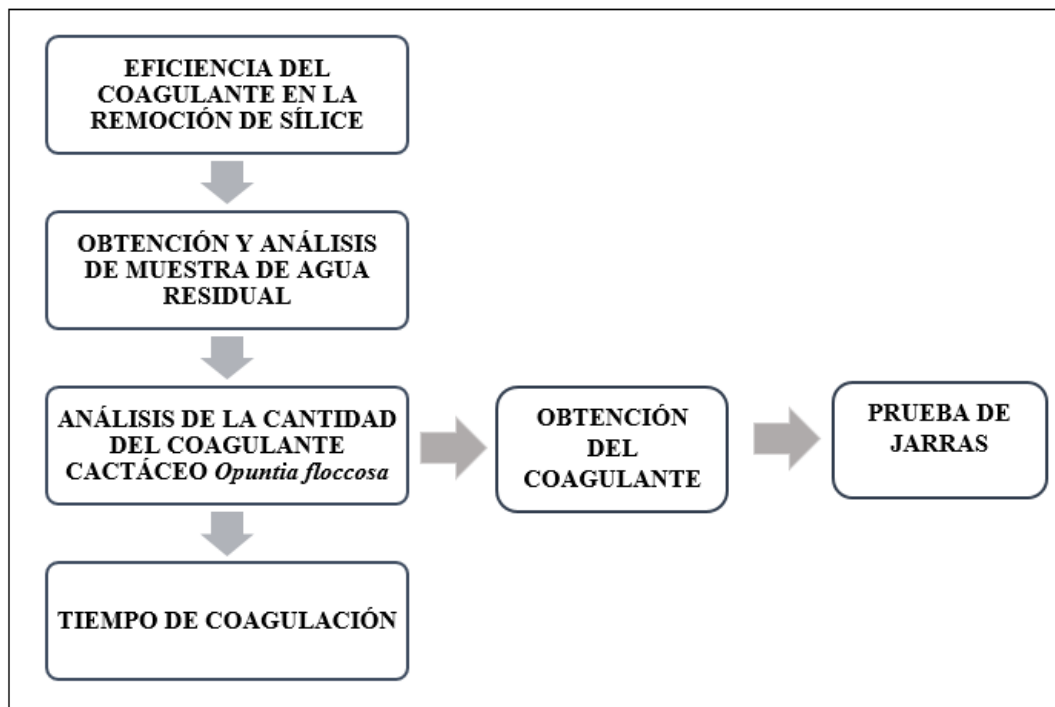 EFICIENCIA DEL
COAGULANTE EN LA
REMOCIÓN DE SÍLICE
OBTENCIÓN Y ANÁLISIS
DE MUESTRA DE AGUA
RESIDUAL
ANÁLISIS DE LA CANTIDAD
DEL COAGULANTE
CACTÁCEO Opuntia floccosa
OBTENCIÓN
DEL
COAGULANTE
PRUEBA DE
JARRAS
TIEMPO DE COAGULACIÓN